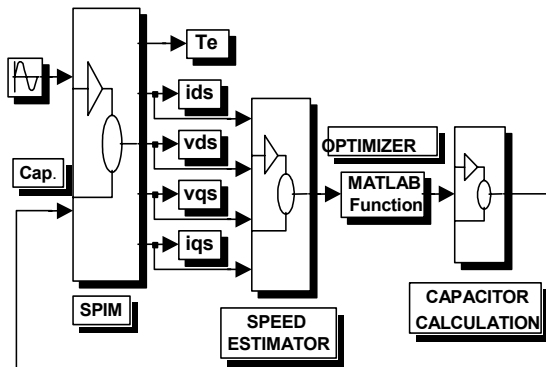 Te
ids
vds
vqs
iqs
Cap.
SPIM
SPEED
ESTIMATOR
OPTIMIZER
MATLAB
Function
CAPACITOR
CALCULATION